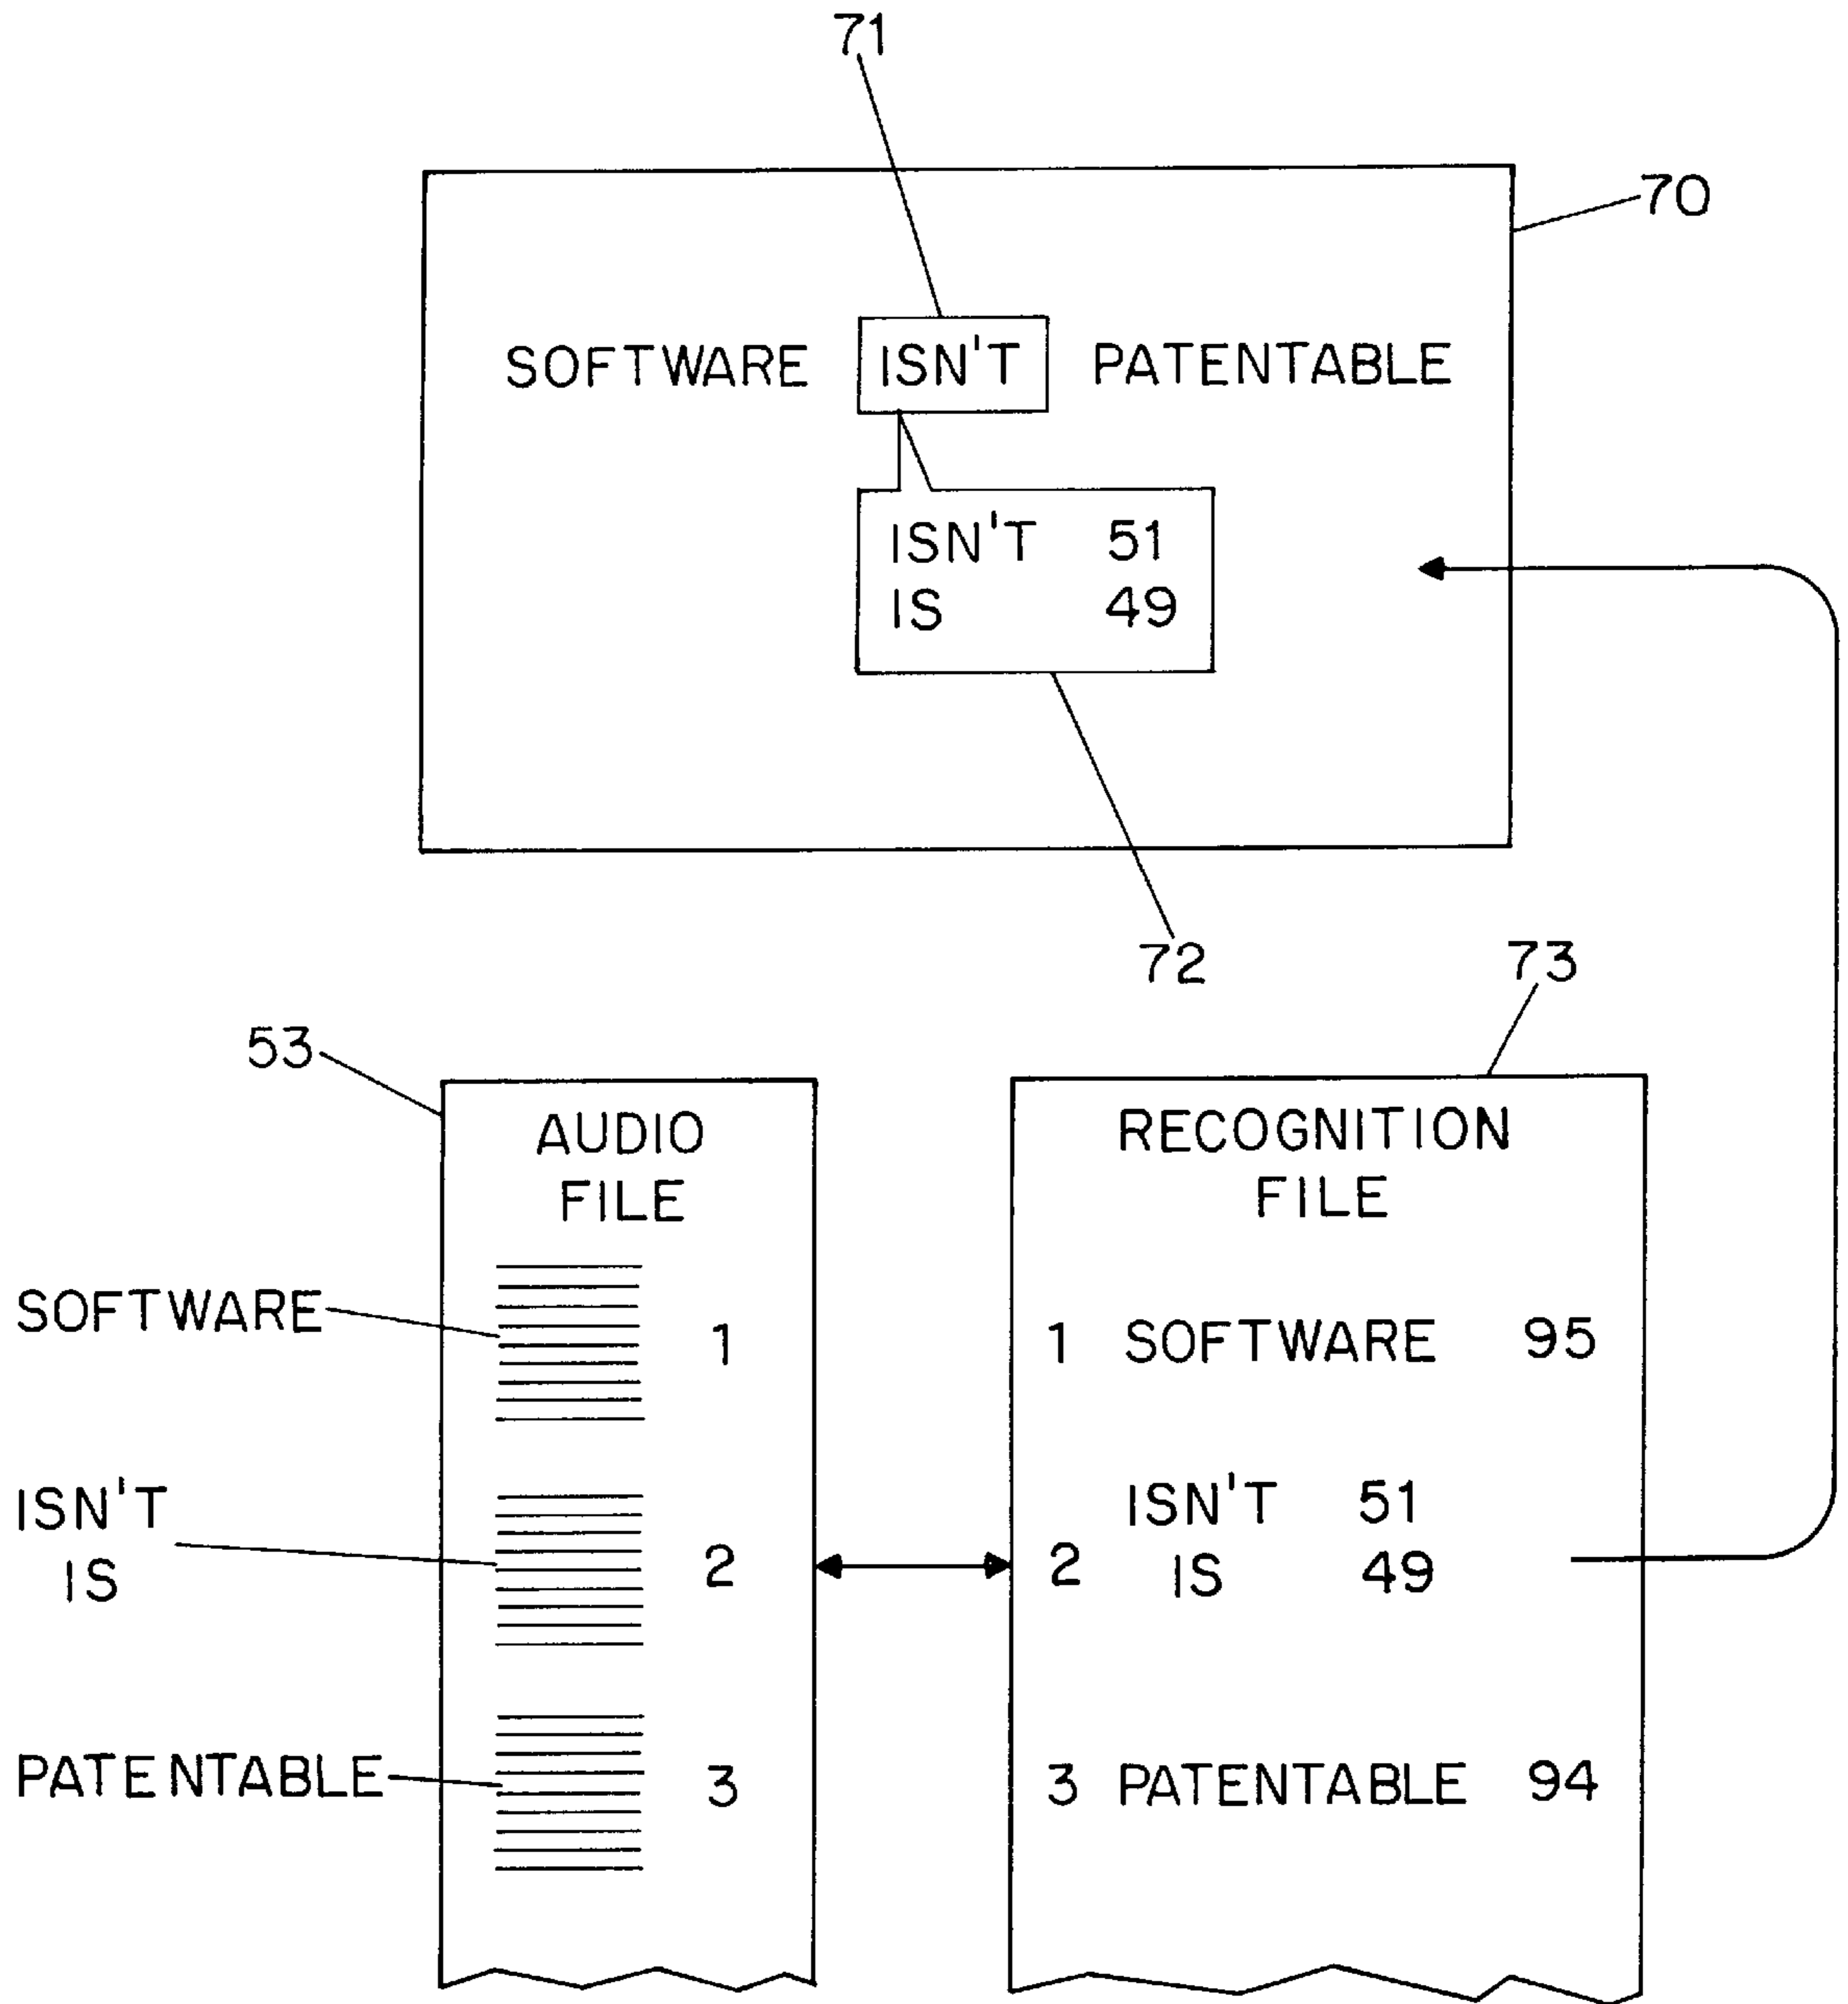 71
70
SOFTWARE ISN'T PATENTABLE
ISN'T 51
IS 49
72
73
53
AUDIO
FILE
SOFTWARE 1
ISN'T
IS 2
PATENTABLE 3
RECOGNITION
FILE
1 SOFTWARE 95
ISN'T 51
2 IS 49
3 PATENTABLE 94